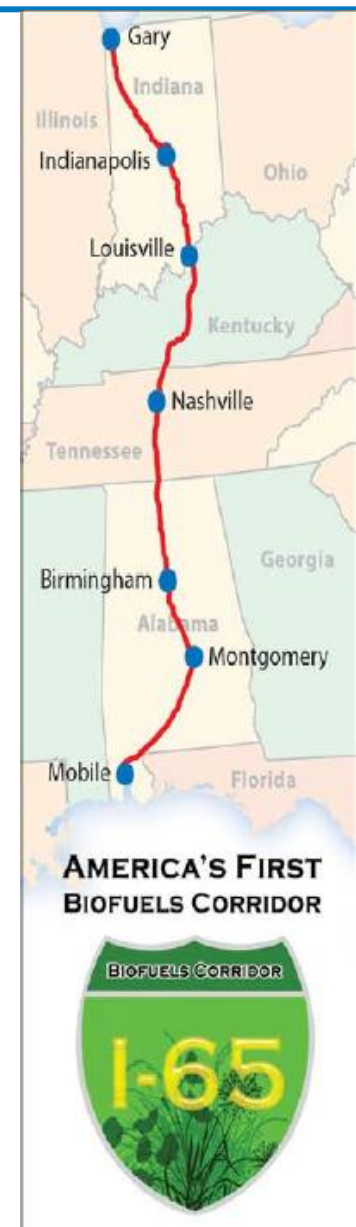 Gary
Indiana
Illinois
Indianapolis
Ohio
Louisville
Kentucky
Nashville
Tennessee
Georgia
Birmingham
Alabama
Montgomery
Mobile
Florida
AMERICA'S FIRST
BIOFUELS CORRIDOR
BIOFUELS CORRIDOR
I-65